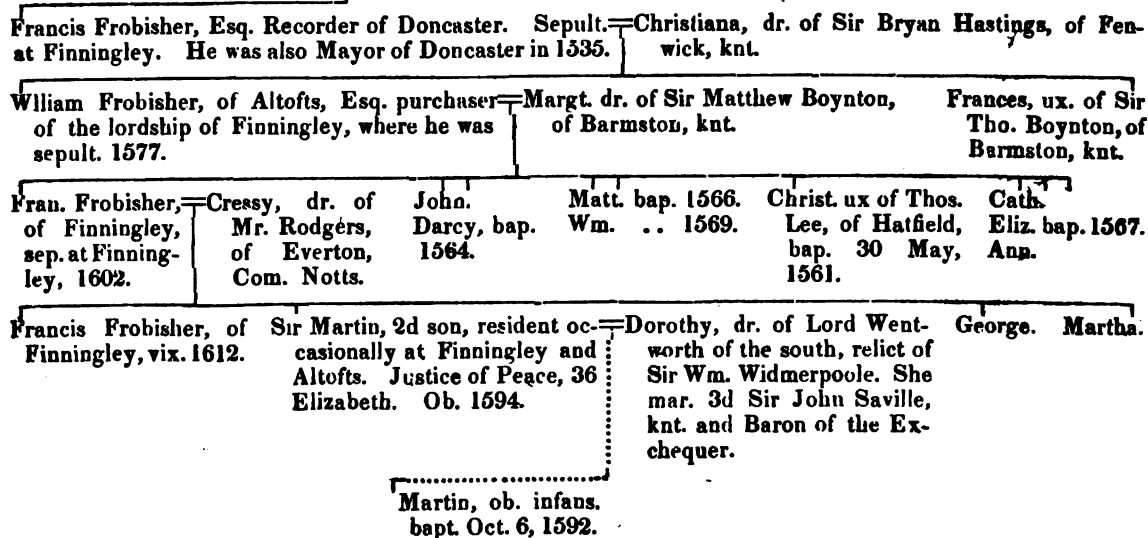 Francis Frobisher, Esq. Recorder of Doncaster. Sepult.
at Finningley. He was also Mayor of Doncaster in 1535.
Christiana, dr. of Sir Bryan Hastings, of Fen-
wick, knt.
Wlliam Frobisher, of Altofts, Esq. purchaser
of the lordship of Finningley, where he was
sepult. 1577.
Margt. dr. of Sir Matthew Boynton,
of Barmston, knt.
Frances, ux. of Sir
Tho. Boynton, of
Barmston, knt.
Fran. Frobisher,
of Finningley,
sep. at Finning-
ley, 1602.
Cressy, dr. of
Mr. Rodgers,
of Everton,
Com. Notts.
John.
Darcy, bap.
1564.
Matt. bap. 1566.
Wm. .. 1569.
Christ. ux of Thos.
Lee, of Hatfield,
bap. 30 May,
1561.
Cath.
Eliz. bap. 1567.
Ann.
Francis Frobisher, of
Finningley, vix. 1612.
Sir Martin, 2d son, resident oc-
casionally at Finningley and
Altofts. Justice of Peace, 36
Elizabeth. Ob. 1594.
Dorothy, dr. of Lord Went-
worth of the south, relict of
Sir Wm. Widmerpoole. She
mar. 3d Sir John Saville,
knt. and Baron of the Ex-
chequer.
George. Martha.
Martin, ob. infans.
bapt. Oct. 6, 1592.